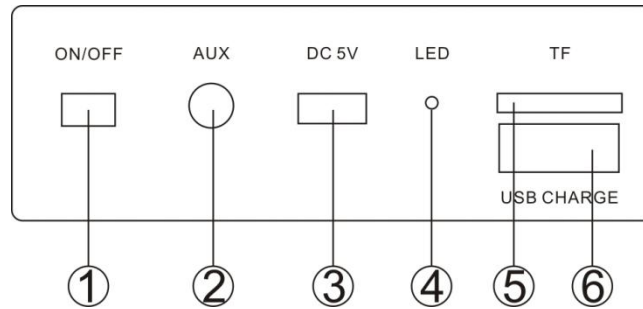 ON/OFF AUX DC 5V LED TF
USB CHARGE
① ② ③ ④ ⑤ ⑥